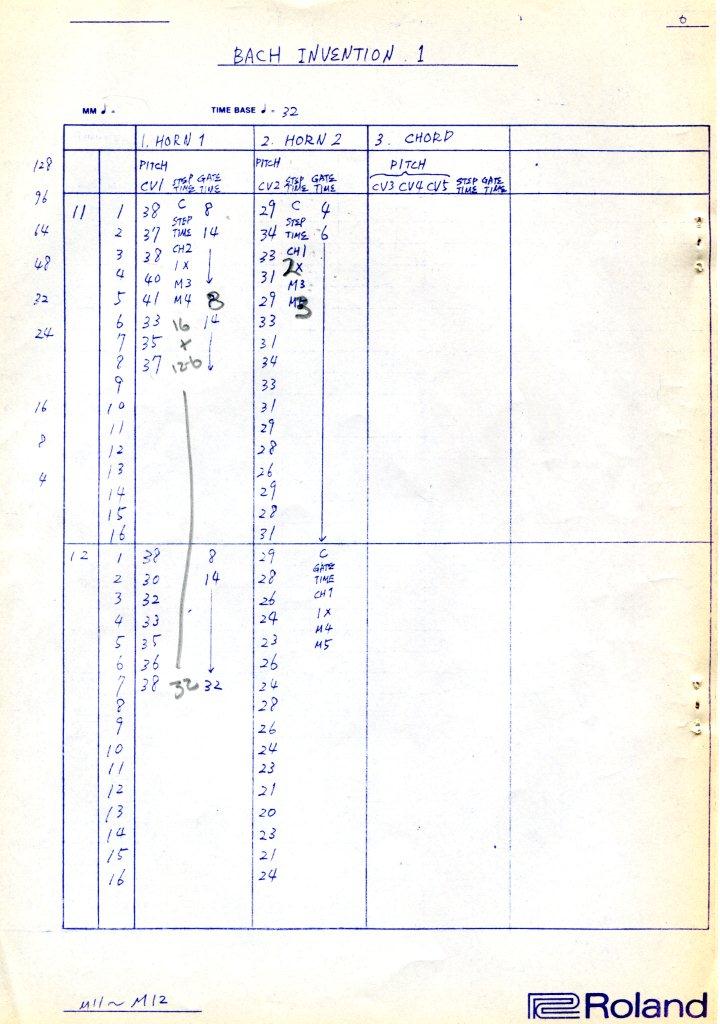 6
BACH INVENTION 1
MM ♩ = TIME BASE ♩ = 32
1. HORN 1 2. HORN 2 3. CHORD
128 PITCH PITCH PITCH
CV1 STEP TIME GATE TIME CV2 STEP TIME GATE TIME CV3 CV4 CV5 STEP TIME GATE TIME
96
11 1 38 C 8 29 C 4
64 2 37 STEP TIME 14 34 STEP TIME 6
3 38 CH2 33 CH1
48 4 40 1X 31 2X
M3 M3
32 5 41 M4 8 29 3
6 33 16 14 33
24 7 35 X 31
8 37 12-6 34
9 33
16 10 31
11 29
8 12 28
13 26
4 14 29
15 28
16 31
12 1 38 8 29 C
2 30 14 28 GATE TIME
3 32 26 CH1
4 33 24 1X
M4
5 35 23 M5
6 36 26
7 38 32 32 24
8 28
9 26
10 24
11 23
12 21
13 20
14 23
15 21
16 24
M11 ~ M12
Roland